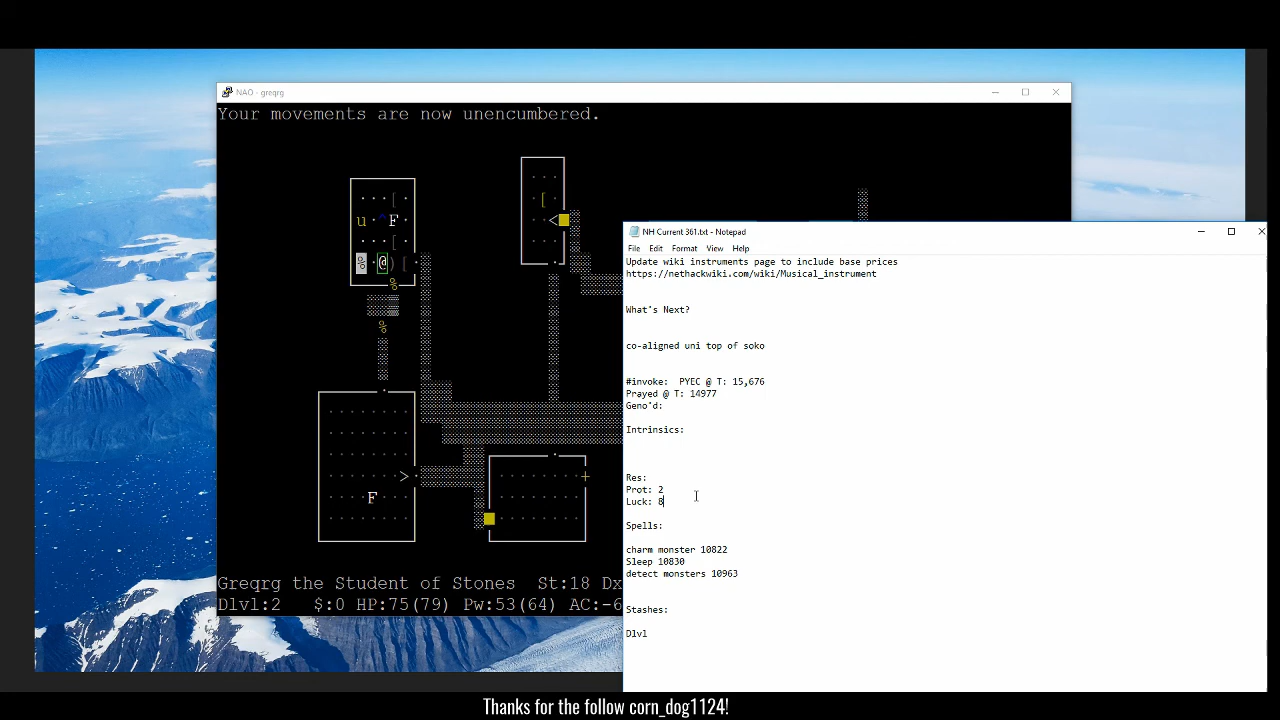 NAO - greqrg
Your movements are now unencumbered.
NH Current 361.txt - Notepad
File Edit Format View Help
Update wiki instruments page to include base prices
https://nethackwiki.com/wiki/Musical_instrument
What's Next?
co-aligned uni top of soko
#invoke: PYEC @ T: 15,676
Prayed @ T: 14977
Geno'd:
Intrinsics:
Res:
Prot: 2
Luck: 8
Spells:
charm monster 10822
Sleep 10830
detect monsters 10963
Stashes:
Dlvl
Greqrg the Student of Stones St:18 Dx
Dlvl:2 $:0 HP:75(79) Pw:53(64) AC:-6
Thanks for the follow corn_dog1124!